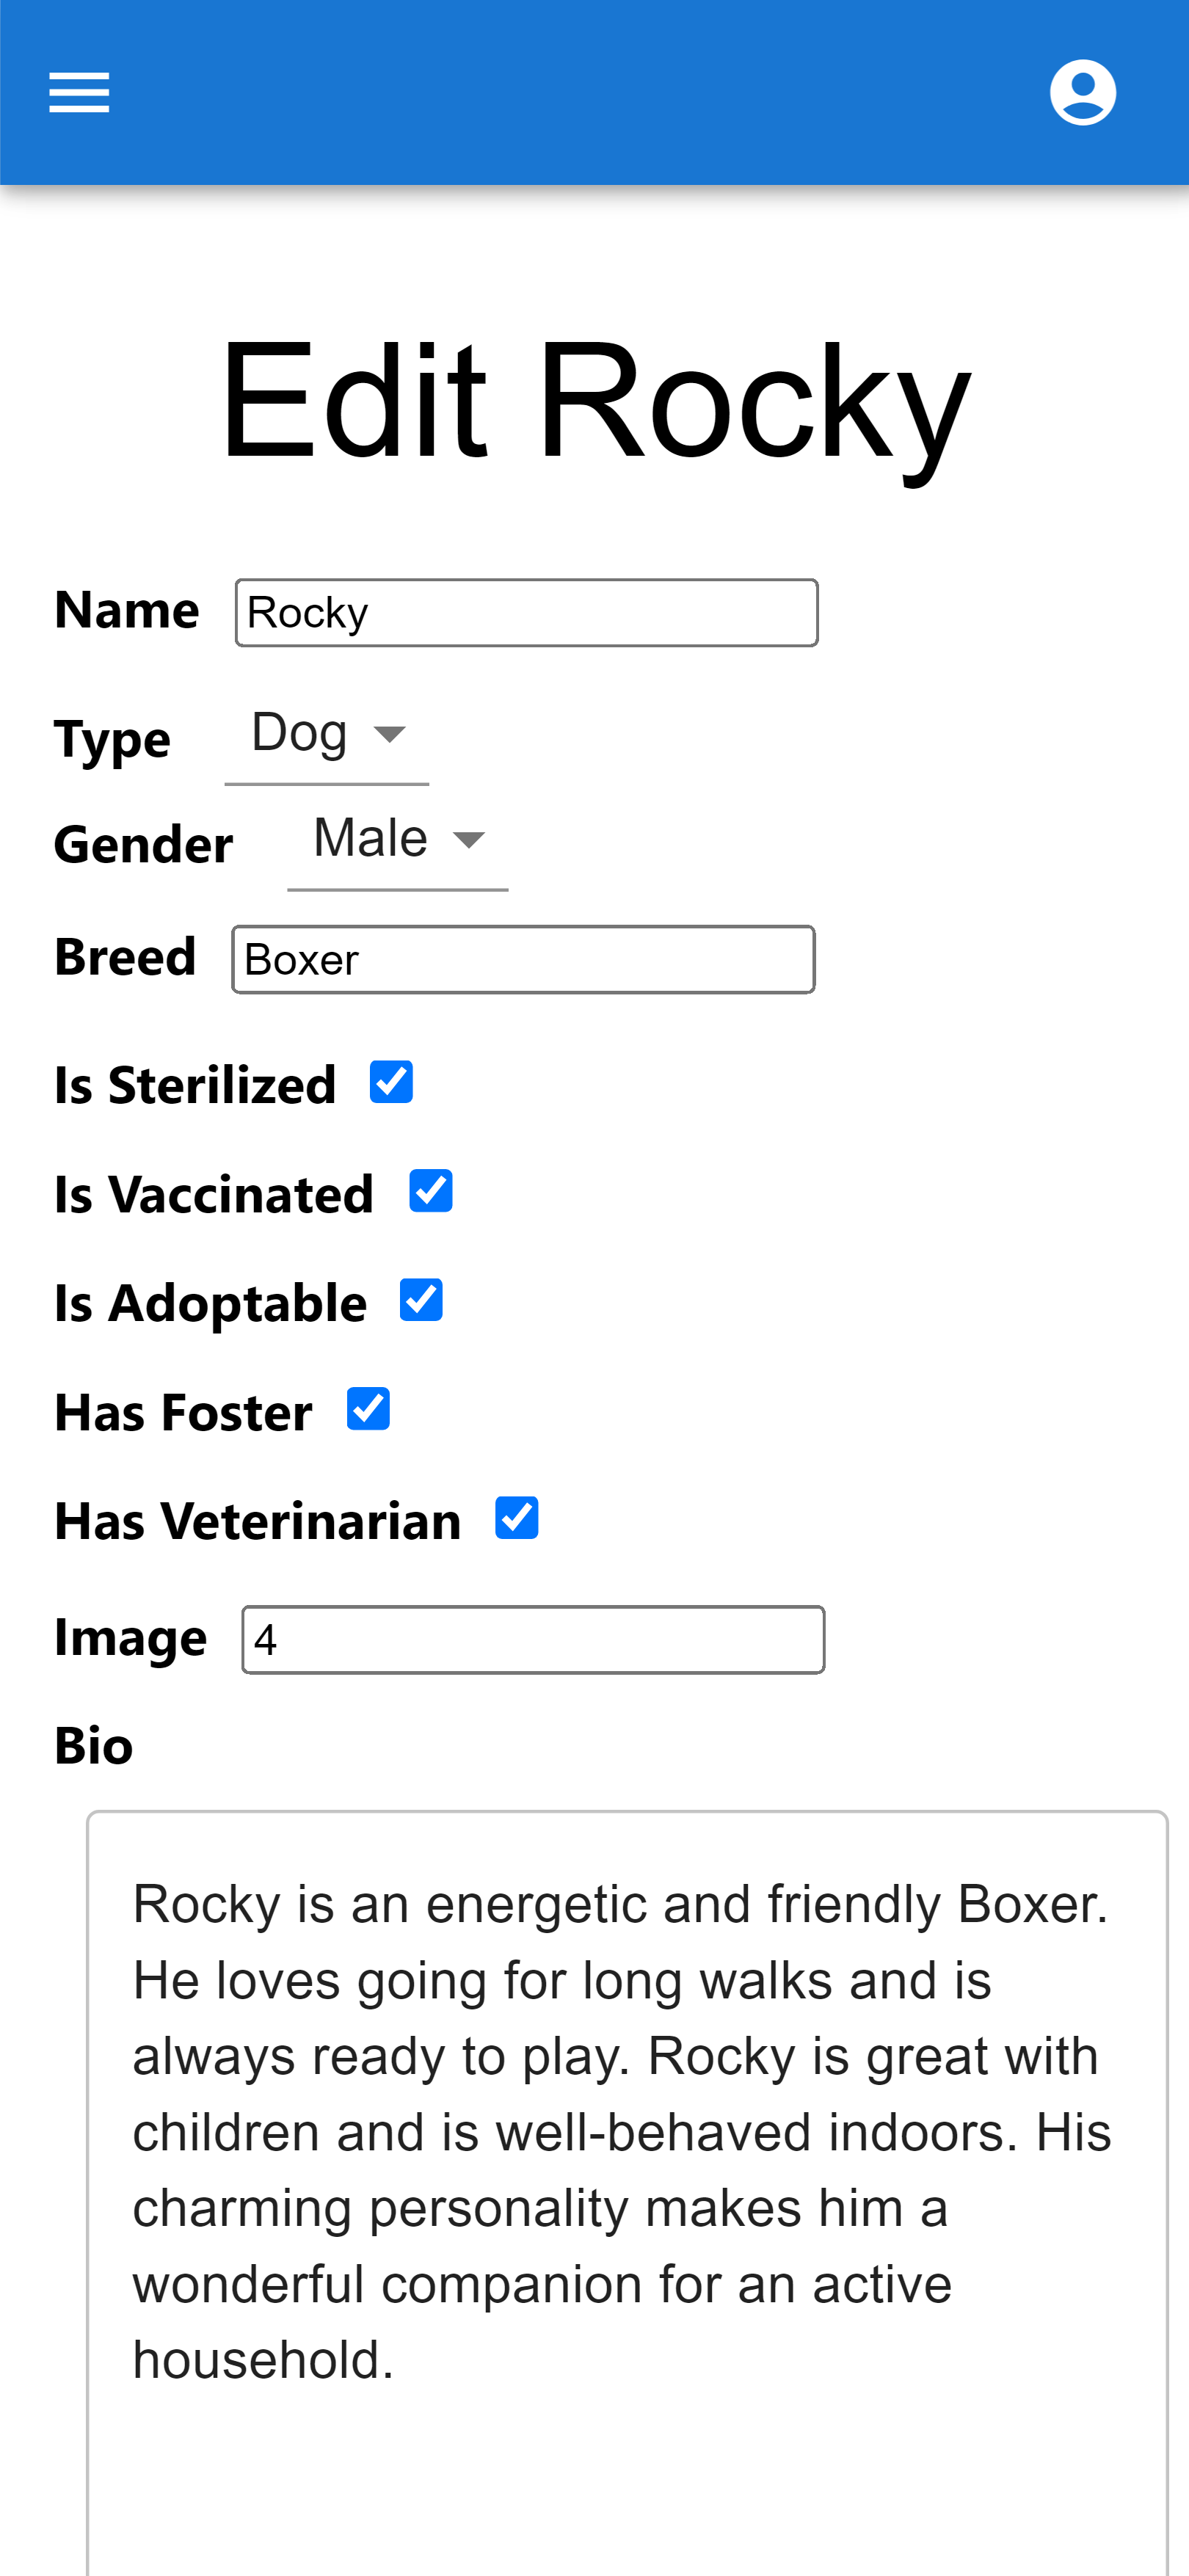 Edit Rocky
Name Rocky
Type Dog
Gender Male
Breed Boxer
Is Sterilized
Is Vaccinated
Is Adoptable
Has Foster
Has Veterinarian
Image 4
Bio
Rocky is an energetic and friendly Boxer.
He loves going for long walks and is
always ready to play. Rocky is great with
children and is well-behaved indoors. His
charming personality makes him a
wonderful companion for an active
household.